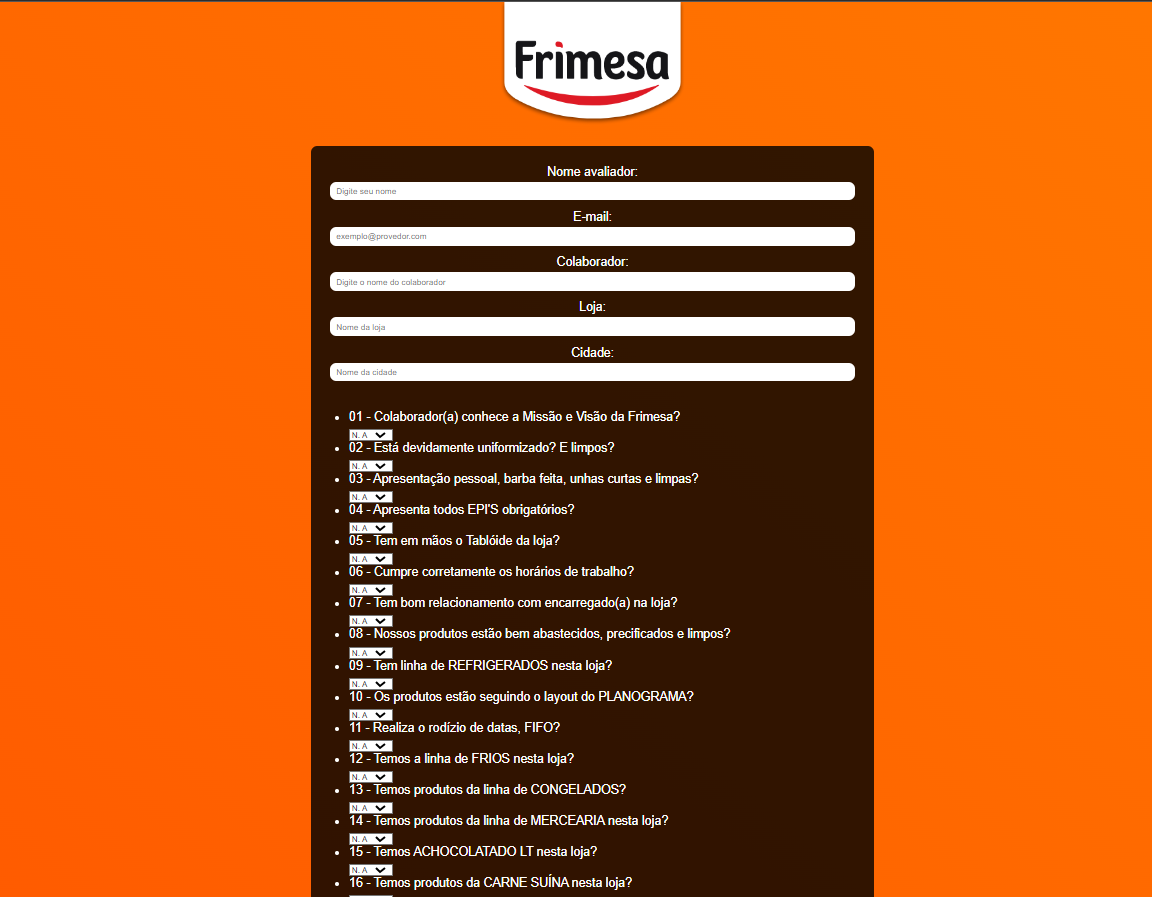 Frimesa
Nome avaliador:
Digite seu nome
E-mail:
exemplo@provedor.com
Colaborador:
Digite o nome do colaborador
Loja:
Nome da loja
Cidade:
Nome da cidade
01 - Colaborador(a) conhece a Missão e Visão da Frimesa?
N. A
02 - Está devidamente uniformizado? E limpos?
N. A
03 - Apresentação pessoal, barba feita, unhas curtas e limpas?
N. A
04 - Apresenta todos EPI'S obrigatórios?
N. A
05 - Tem em mãos o Tablóide da loja?
N. A
06 - Cumpre corretamente os horários de trabalho?
N. A
07 - Tem bom relacionamento com encarregado(a) na loja?
N. A
08 - Nossos produtos estão bem abastecidos, precificados e limpos?
N. A
09 - Tem linha de REFRIGERADOS nesta loja?
N. A
10 - Os produtos estão seguindo o layout do PLANOGRAMA?
N. A
11 - Realiza o rodízio de datas, FIFO?
N. A
12 - Temos a linha de FRIOS nesta loja?
N. A
13 - Temos produtos da linha de CONGELADOS?
N. A
14 - Temos produtos da linha de MERCEARIA nesta loja?
N. A
15 - Temos ACHOCOLATADO LT nesta loja?
N. A
16 - Temos produtos da CARNE SUÍNA nesta loja?